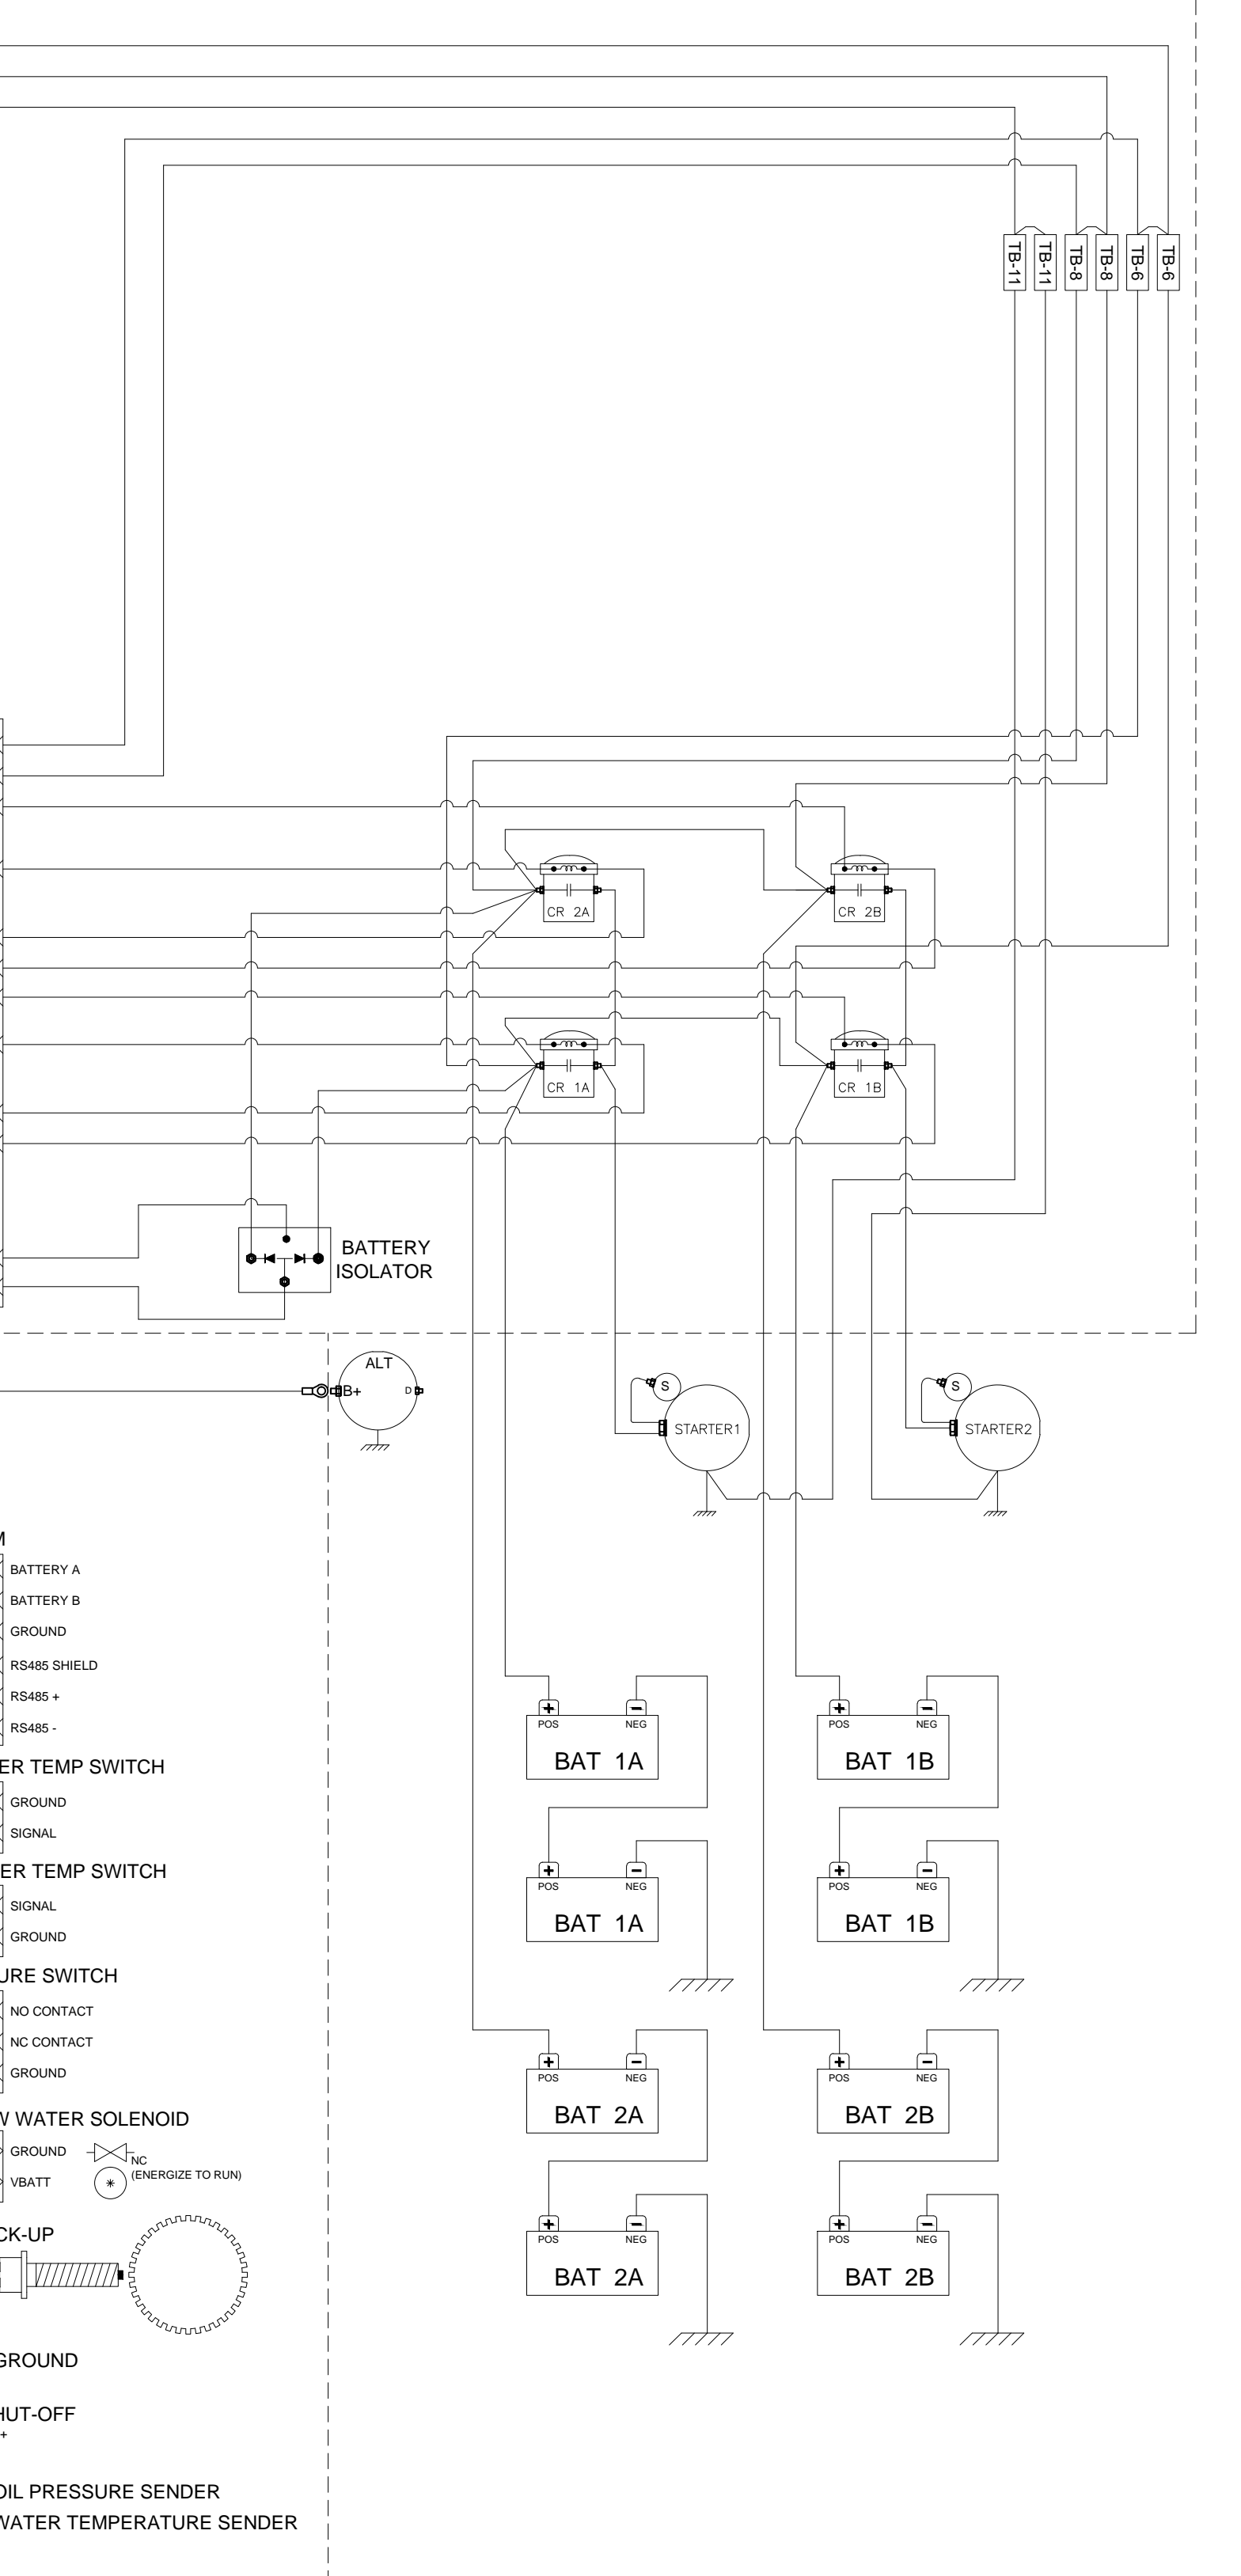 TB-11
TB-11
TB-8
TB-8
TB-6
TB-6
CR 2A
CR 2B
CR 1A
CR 1B
BATTERY
ISOLATOR
ALT
B+
D
S
STARTER1
S
STARTER2
M
BATTERY A
BATTERY B
GROUND
RS485 SHIELD
RS485 +
RS485 -
ER TEMP SWITCH
GROUND
SIGNAL
ER TEMP SWITCH
SIGNAL
GROUND
URE SWITCH
NO CONTACT
NC CONTACT
GROUND
W WATER SOLENOID
GROUND
NC
(ENERGIZE TO RUN)
VBATT
CK-UP
GROUND
HUT-OFF
+
OIL PRESSURE SENDER
WATER TEMPERATURE SENDER
+ −
POS NEG
BAT 1A
+ −
POS NEG
BAT 1B
+ −
POS NEG
BAT 1A
+ −
POS NEG
BAT 1B
+ −
POS NEG
BAT 2A
+ −
POS NEG
BAT 2B
+ −
POS NEG
BAT 2A
+ −
POS NEG
BAT 2B